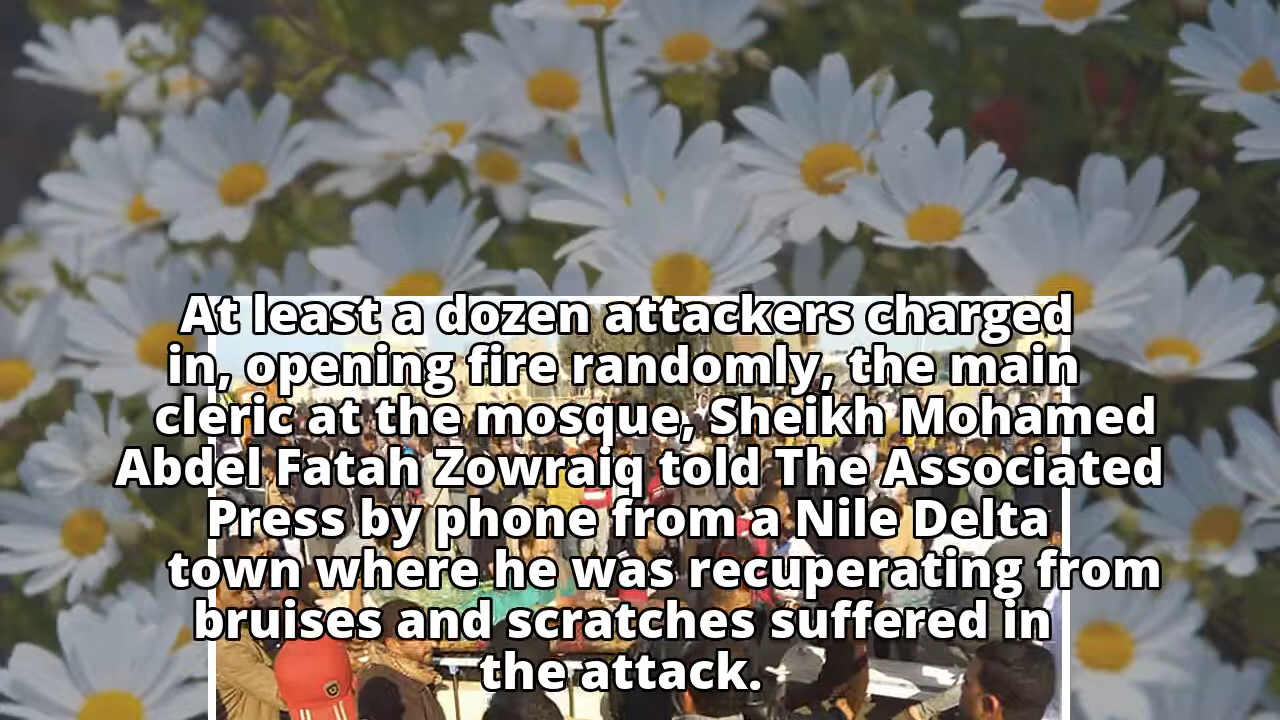 At least a dozen attackers charged
in, opening fire randomly, the main
cleric at the mosque, Sheikh Mohamed
Abdel Fatah Zowraiq told The Associated
Press by phone from a Nile Delta
town where he was recuperating from
bruises and scratches suffered in
the attack.